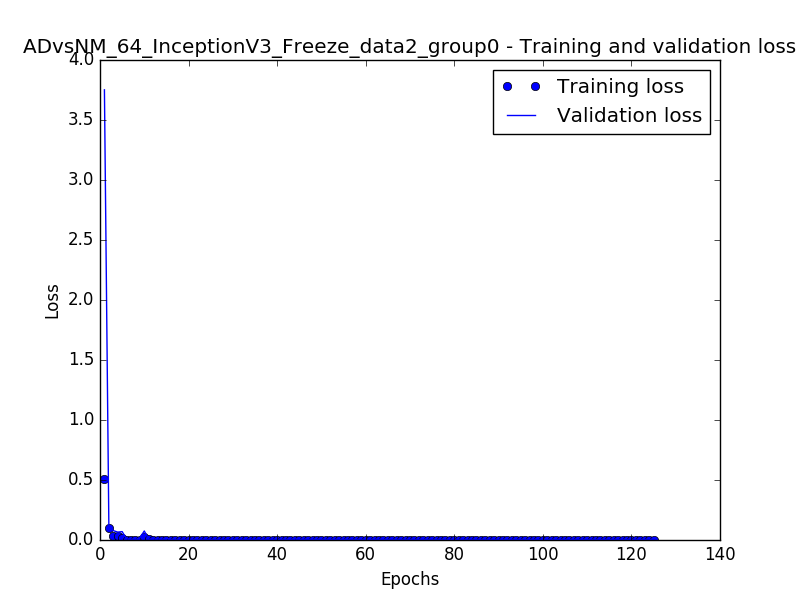 ADvsNM_64_InceptionV3_Freeze_data2_group0 - Training and validation loss
4.0
3.5
3.0
2.5
2.0
1.5
1.0
0.5
0.0
Loss
Training loss
Validation loss
0 20 40 60 80 100 120 140
Epochs